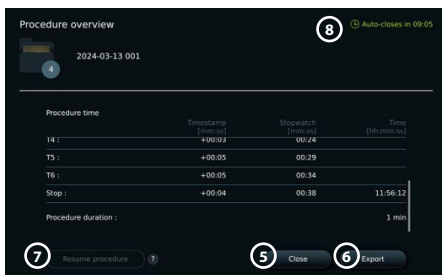 Procedure overview
8
Auto-closes in 09:05
2024-03-13 001
4
Procedure time
Timestamp Stopwatch Time
[mm:ss] [mm:ss] [hh:mm:ss]
T4 : +00:03 00:24
T5 : +00:05 00:29
T6 : +00:05 00:34
Stop : +00:04 00:38 11:56:12
Procedure duration : 1 min
7 Resume procedure ? 5 Close 6 Export